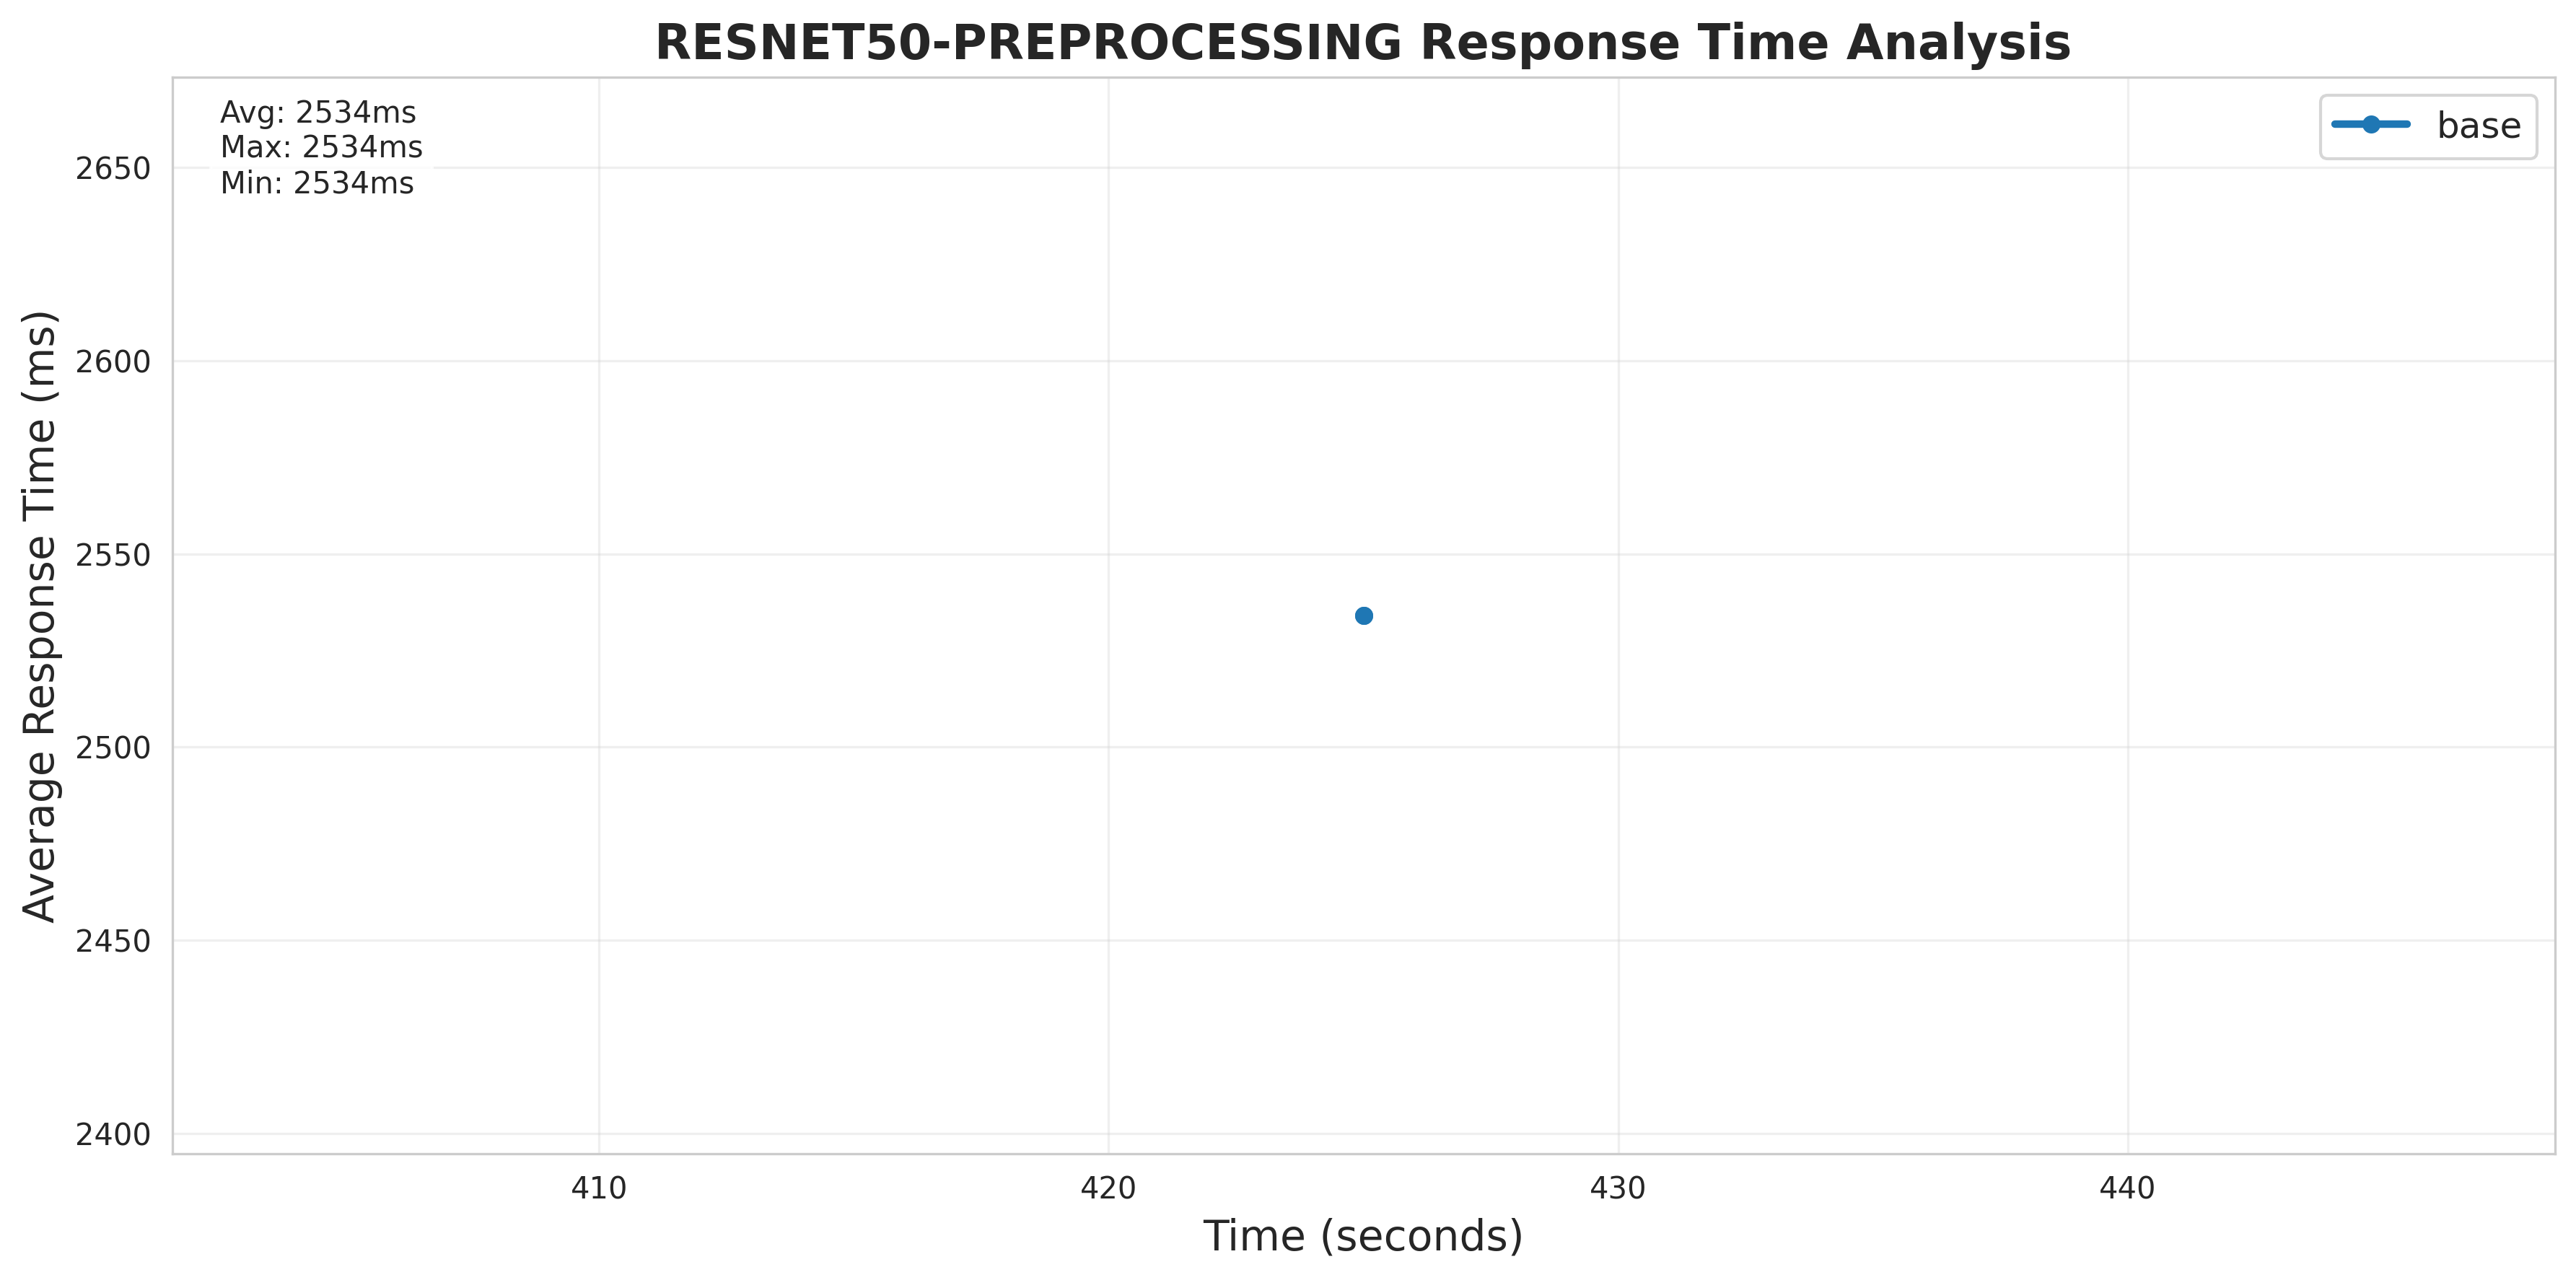 RESNET50-PREPROCESSING Response Time Analysis
Avg: 2534ms
Max: 2534ms
Min: 2534ms
base
Average Response Time (ms)
2650
2600
2550
2500
2450
2400
410
420
430
440
Time (seconds)